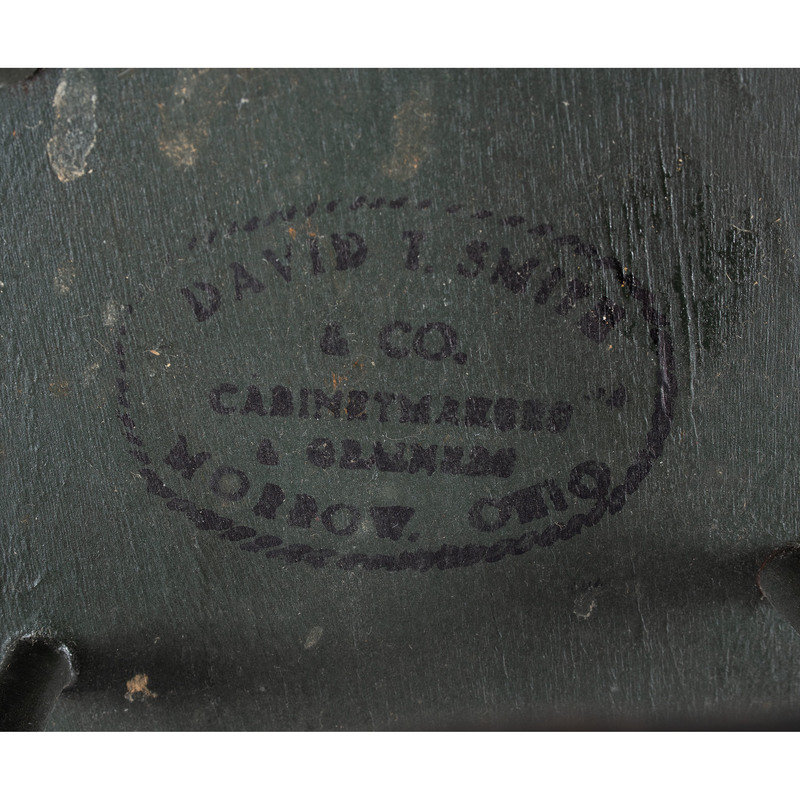 DAVID T. SMITH
& CO.
CABINETMAKERS
& GRAINERS
MORROW, OHIO